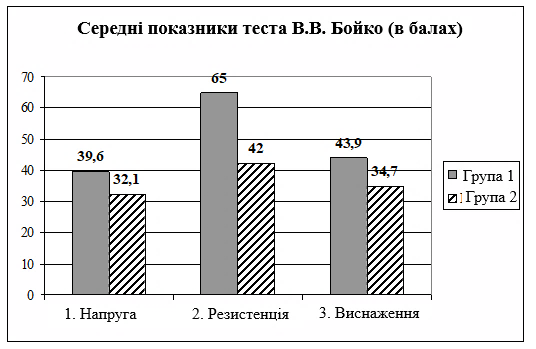 Середні показники теста В.В. Бойко (в балах)
70
60
50
40
30
20
10
0
39,6
32,1
65
42
43,9
34,7
1. Напруга
2. Резистенція
3. Виснаження
Група 1
Група 2